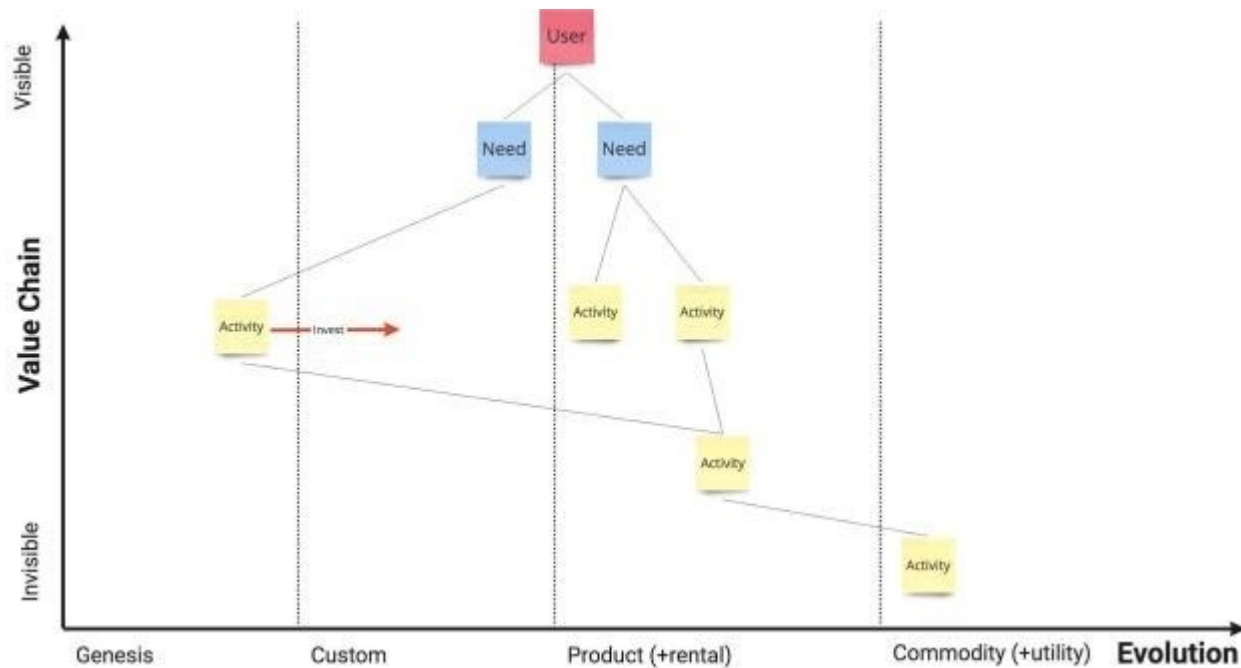 User
Visible
Need
Need
Value Chain
Activity
Invest
Activity
Activity
Activity
Invisible
Activity
Genesis
Custom
Product (+rental)
Commodity (+utility)
Evolution